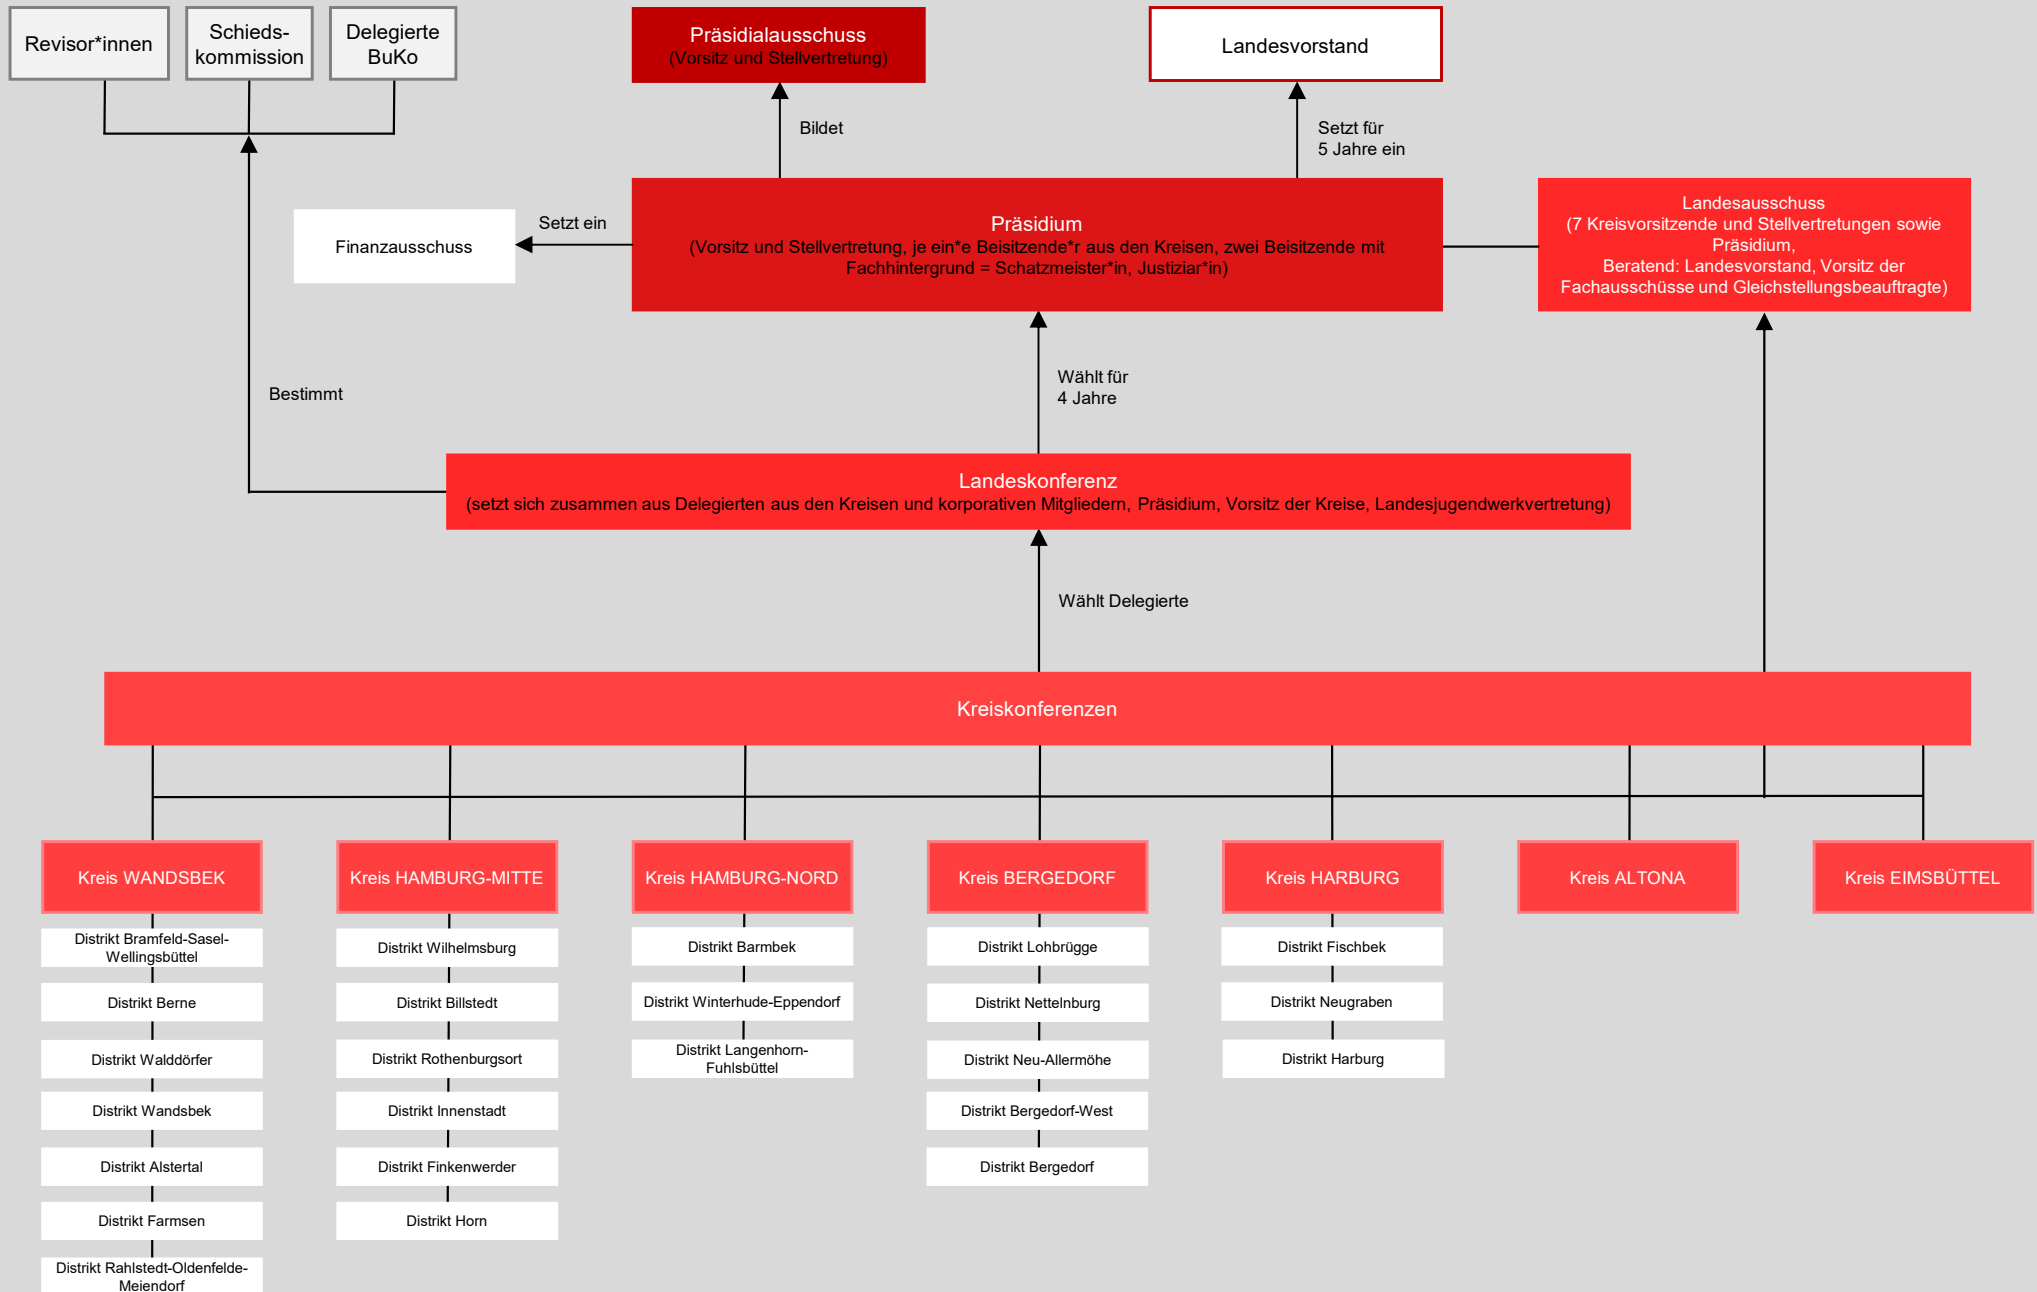 Revisor*innen
Schieds-
kommission
Delegierte
BuKo
Präsidialausschuss
(Vorsitz und Stellvertretung)
Landesvorstand
Bildet
Setzt für
5 Jahre ein
Finanzausschuss
Setzt ein
Präsidium
(Vorsitz und Stellvertretung, je ein*e Beisitzende*r aus den Kreisen, zwei Beisitzende mit
Fachhintergrund = Schatzmeister*in, Justiziar*in)
Landesausschuss
(7 Kreisvorsitzende und Stellvertretungen sowie
Präsidium,
Beratend: Landesvorstand, Vorsitz der
Fachausschüsse und Gleichstellungsbeauftragte)
Bestimmt
Wählt für
4 Jahre
Landeskonferenz
(setzt sich zusammen aus Delegierten aus den Kreisen und korporativen Mitgliedern, Präsidium, Vorsitz der Kreise, Landesjugendwerkvertretung)
Wählt Delegierte
Kreiskonferenzen
Kreis WANDSBEK
Distrikt Bramfeld-Sasel-
Wellingsbüttel
Distrikt Berne
Distrikt Walddörfer
Distrikt Wandsbek
Distrikt Alstertal
Distrikt Farmsen
Distrikt Rahlstedt-Oldenfelde-
Meiendorf
Kreis HAMBURG-MITTE
Distrikt Wilhelmsburg
Distrikt Billstedt
Distrikt Rothenburgsort
Distrikt Innenstadt
Distrikt Finkenwerder
Distrikt Horn
Kreis HAMBURG-NORD
Distrikt Barmbek
Distrikt Winterhude-Eppendorf
Distrikt Langenhorn-
Fuhlsbüttel
Kreis BERGEDORF
Distrikt Lohbrügge
Distrikt Nettelnburg
Distrikt Neu-Allermöhe
Distrikt Bergedorf-West
Distrikt Bergedorf
Kreis HARBURG
Distrikt Fischbek
Distrikt Neugraben
Distrikt Harburg
Kreis ALTONA
Kreis EIMSBÜTTEL